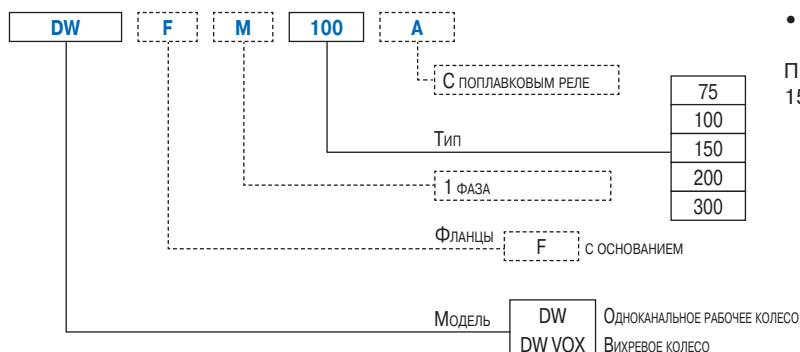 DW F M 100 A
•
С ПОПЛАВКОВЫМ РЕЛЕ
75
П
15
100
Тип
150
1 ФАЗА
200
300
Фланцы
F С ОСНОВАНИЕМ
Модель DW Одноканальное рабочее колесо
DW VOX Вихревое колесо